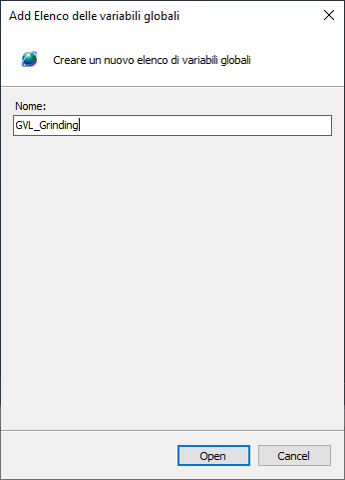 Add Elenco delle variabili globali
Creare un nuovo elenco di variabili globali
Nome:
GVL_Grinding
Open
Cancel